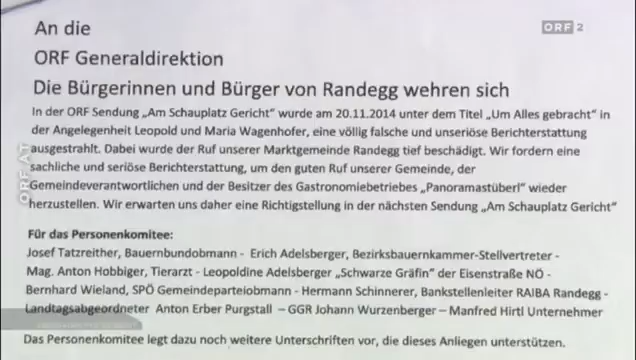 An die
ORF 2
ORF Generaldirektion
Die Bürgerinnen und Bürger von Randegg wehren sich
In der ORF Sendung „Am Schauplatz Gericht" wurde am 20.11.2014 unter dem Titel „Um Alles gebracht" in
der Angelegenheit Leopold und Maria Wagenhofer, eine völlig falsche und unseriöse Berichterstattung
ausgestrahlt. Dabei wurde der Ruf unserer Marktgemeinde Randegg tief beschädigt. Wir fordern eine
sachliche und seriöse Berichterstattung, um den guten Ruf unserer Gemeinde, der
Gemeindeverantwortlichen und der Besitzer des Gastronomiebetriebes „Panoramastüberl" wieder
herzustellen. Wir erwarten uns daher eine Richtigstellung in der nächsten Sendung „Am Schauplatz Gericht"
ORF.AT
Für das Personenkomitee:
Josef Tatzreither, Bauernbundobmann - Erich Adelsberger, Bezirksbauernkammer-Stellvertreter -
Mag. Anton Hobbiger, Tierarzt - Leopoldine Adelsberger „Schwarze Gräfin" der Eisenstraße NÖ -
Bernhard Wieland, SPÖ Gemeindeparteiobmann - Hermann Schinnerer, Bankstellenleiter RAIBA Randegg -
Landtagsabgeordneter Anton Erber Purgstall – GGR Johann Wurzenberger – Manfred Hirtl Unternehmer
Das Personenkomitee legt dazu noch weitere Unterschriften vor, die dieses Anliegen unterstützen.